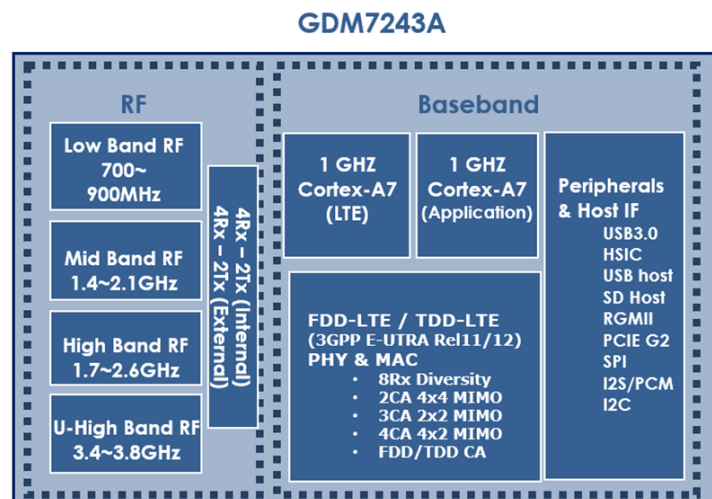 GDM7243A
RF
Low Band RF
700~
900MHz
Mid Band RF
1.4~2.1GHz
High Band RF
1.7~2.6GHz
U-High Band RF
3.4~3.8GHz
4Rx – 2Tx (Internal)
4Rx – 2Tx (External)
Baseband
1 GHZ
Cortex-A7
(LTE)
1 GHZ
Cortex-A7
(Application)
FDD-LTE / TDD-LTE
(3GPP E-UTRA Rel11/12)
PHY & MAC
• 8Rx Diversity
• 2CA 4x4 MIMO
• 3CA 2x2 MIMO
• 4CA 4x2 MIMO
• FDD/TDD CA
Peripherals
& Host IF
USB3.0
HSIC
USB host
SD Host
RGMII
PCIE G2
SPI
I2S/PCM
I2C